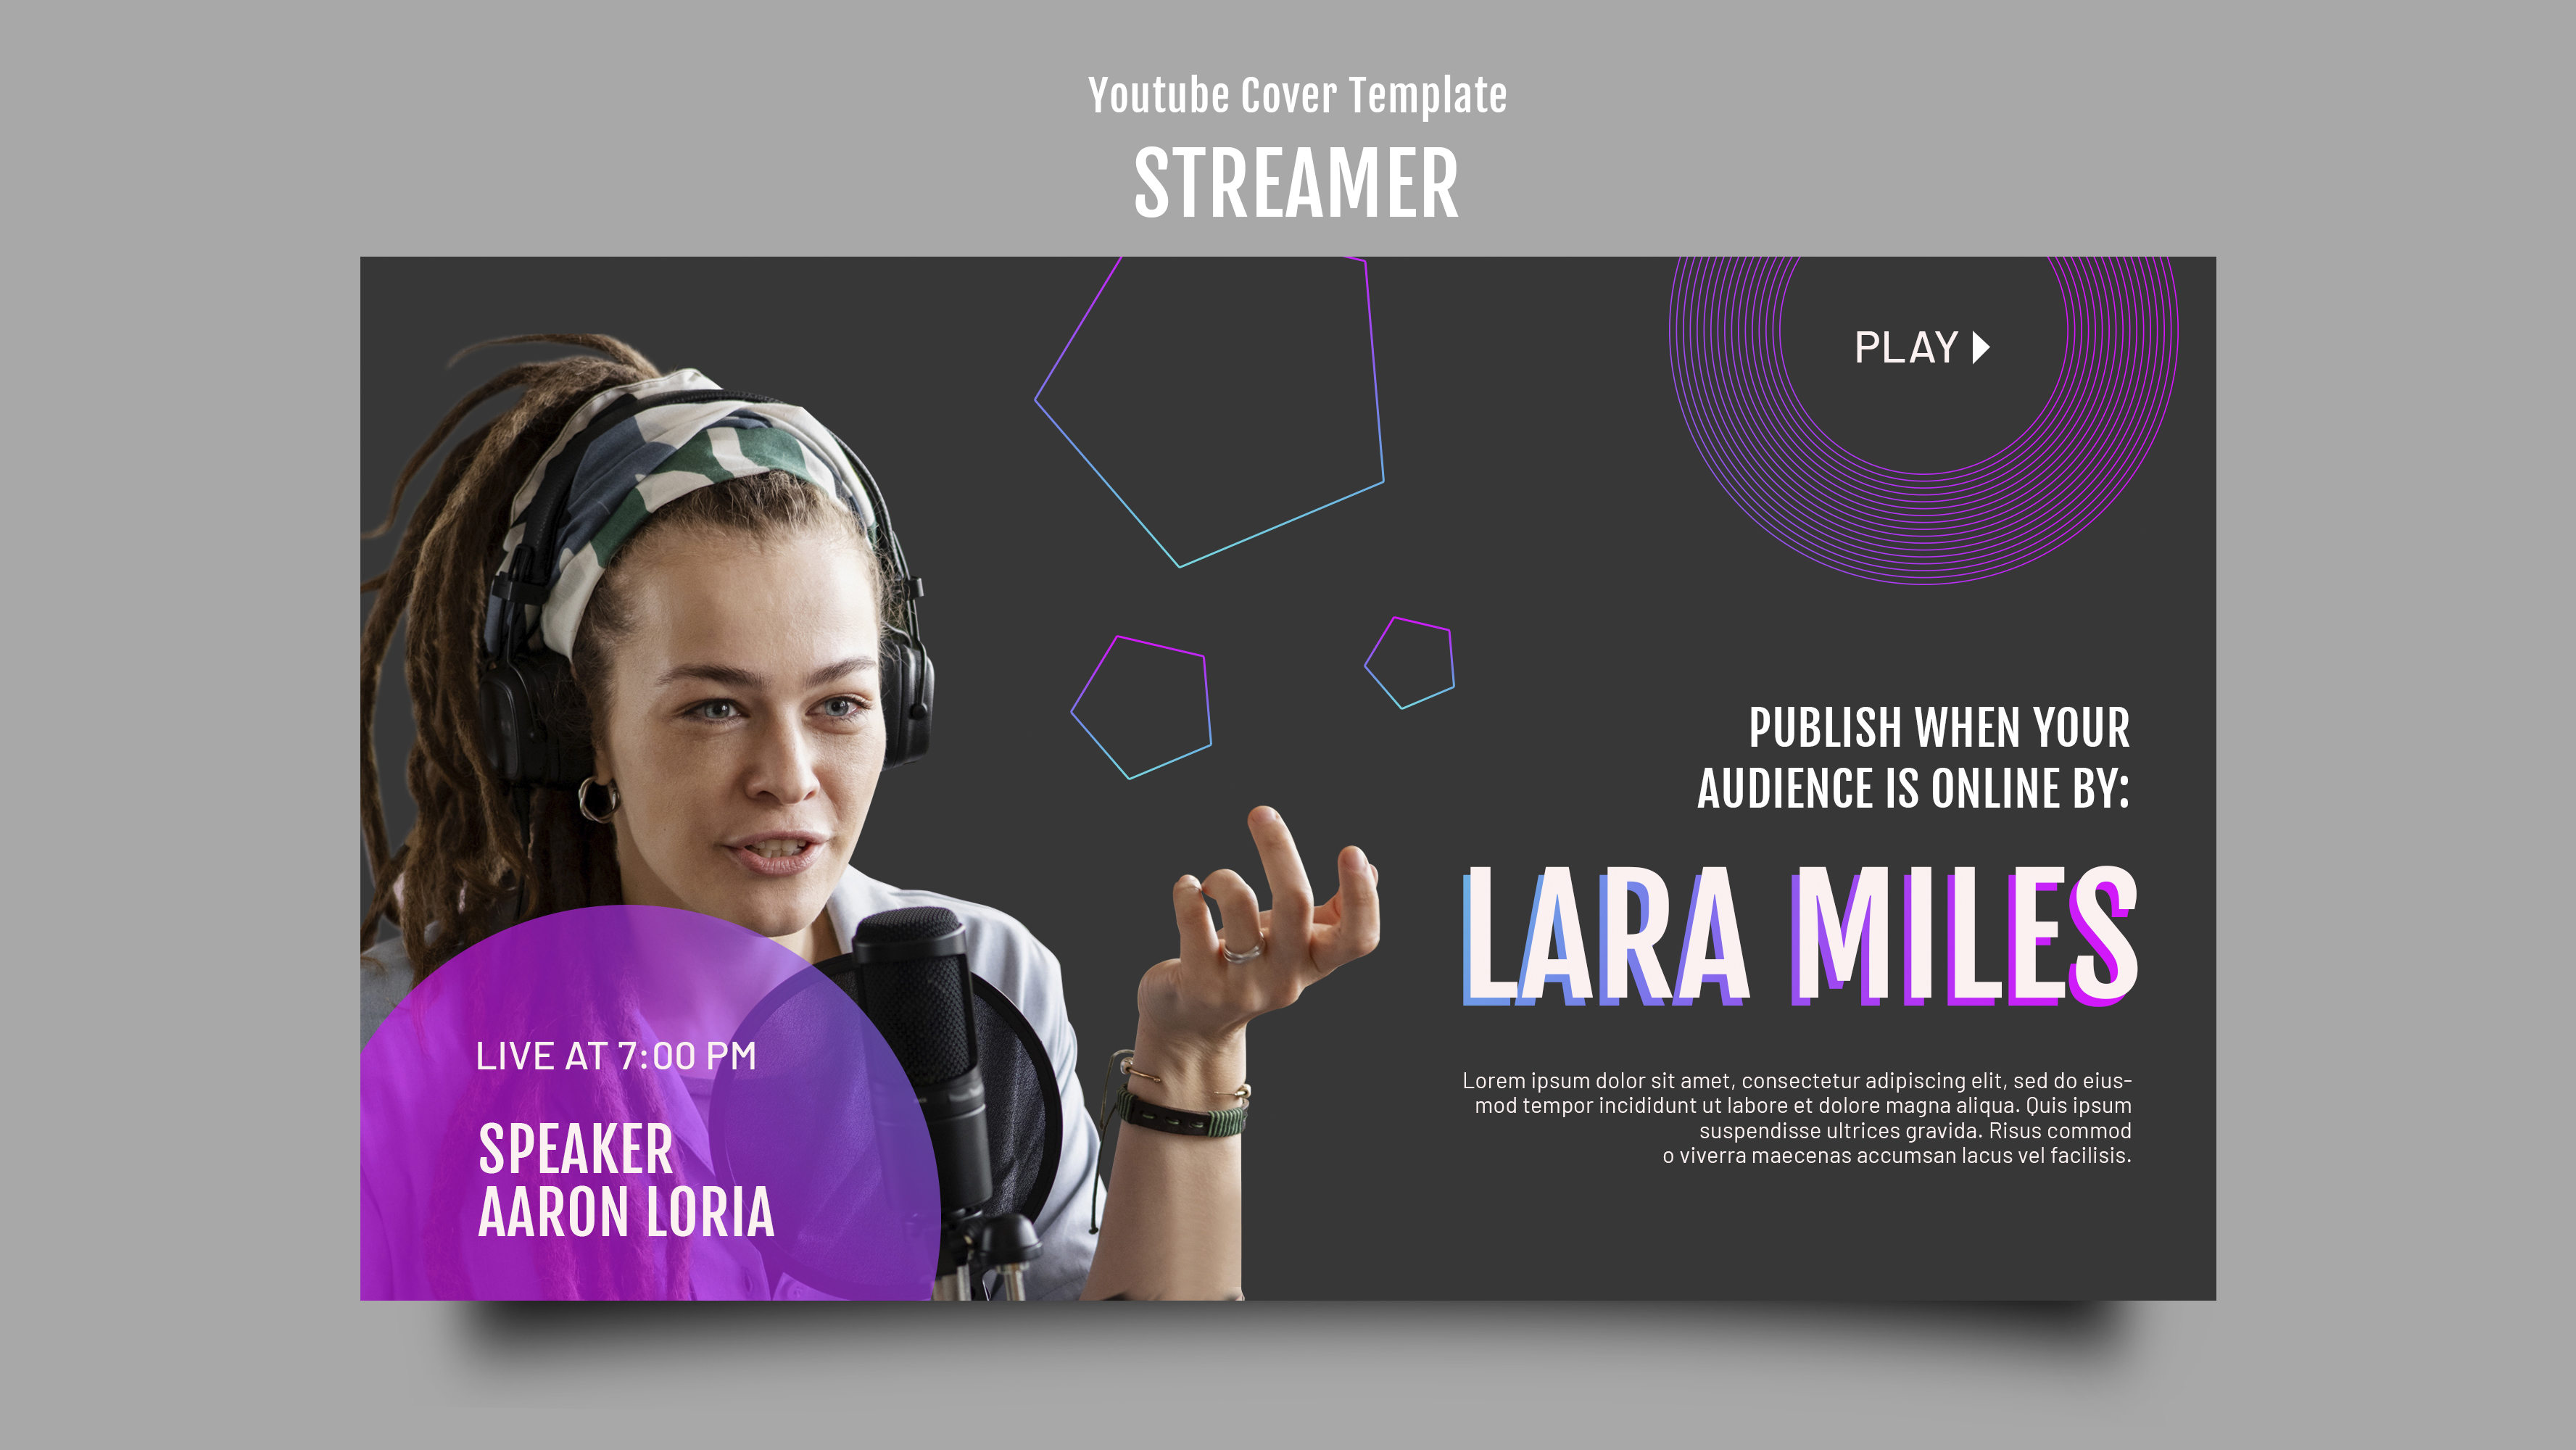 Youtube Cover Template
STREAMER
PLAY
PUBLISH WHEN YOUR
AUDIENCE IS ONLINE BY:
LARA MILES
Lorem ipsum dolor sit amet, consectetur adipiscing elit, sed do eius-
mod tempor incididunt ut labore et dolore magna aliqua. Quis ipsum
suspendisse ultrices gravida. Risus commod
o viverra maecenas accumsan lacus vel facilisis.
LIVE AT 7:00 PM
SPEAKER
AARON LORIA